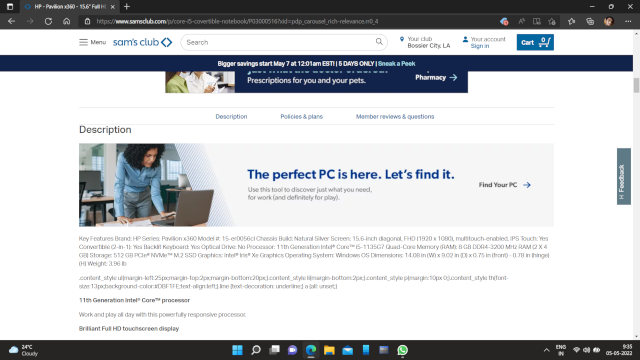 HP - Pavilion x360 - 15.6" Full H
https://www.samsclub.com/p/core-i5-covertible-notebook/P03000516?xid=pdp_carousel_rich-relevance.rr0_4
Menu
sam's club
Search
Your club
Bossier City, LA
Your account
Sign in
Cart
0
Bigger savings start May 7 at 12:01am EST! | 5 DAYS ONLY | Sneak a Peek
Prescriptions for you and your pets.
Pharmacy
Description
Policies & plans
Member reviews & questions
Description
The perfect PC is here. Let's find it.
Use this tool to discover just what you need,
for work (and definitely for play).
Find Your PC
Feedback
Key Features Brand: HP Series: Pavilion x360 Model #: 15-er0056cl Chassis Build: Natural Silver Screen: 15.6-inch diagonal, FHD (1920 x 1080), multitouch-enabled, IPS Touch: Yes
Convertible (2-in-1): Yes Backlit Keyboard: Yes Optical Drive: No Processor: 11th Generation Intel® Core™ i5-1135G7 Quad-Core Memory (RAM): 8 GB DDR4-3200 MHz RAM (2 X 4
GB) Storage: 512 GB PCIe® NVMe™ M.2 SSD Graphics: Intel® Iris® Xe Graphics Operating System: Windows OS Dimensions: 14.08 in (W) x 9.02 in (D) x 0.75 in (front) - 0.78 in (hinge)
(H) Weight: 3.96 lb
.content_style ul{margin-left:25px;margin-top:2px;margin-bottom:20px;}.content_style li{margin-bottom:2px;}.content_style p{margin:10px 0}.content_style th{font-
size:13px;background-color:#DBF1FE;text-align:left;}.line {text-decoration: underline;} a {all: unset;}
11th Generation Intel® Core™ processor
Work and play all day with this powerfully responsive processor.
Brilliant Full HD touchscreen display
24°C
Cloudy
ENG
IN
9:35
05-05-2022